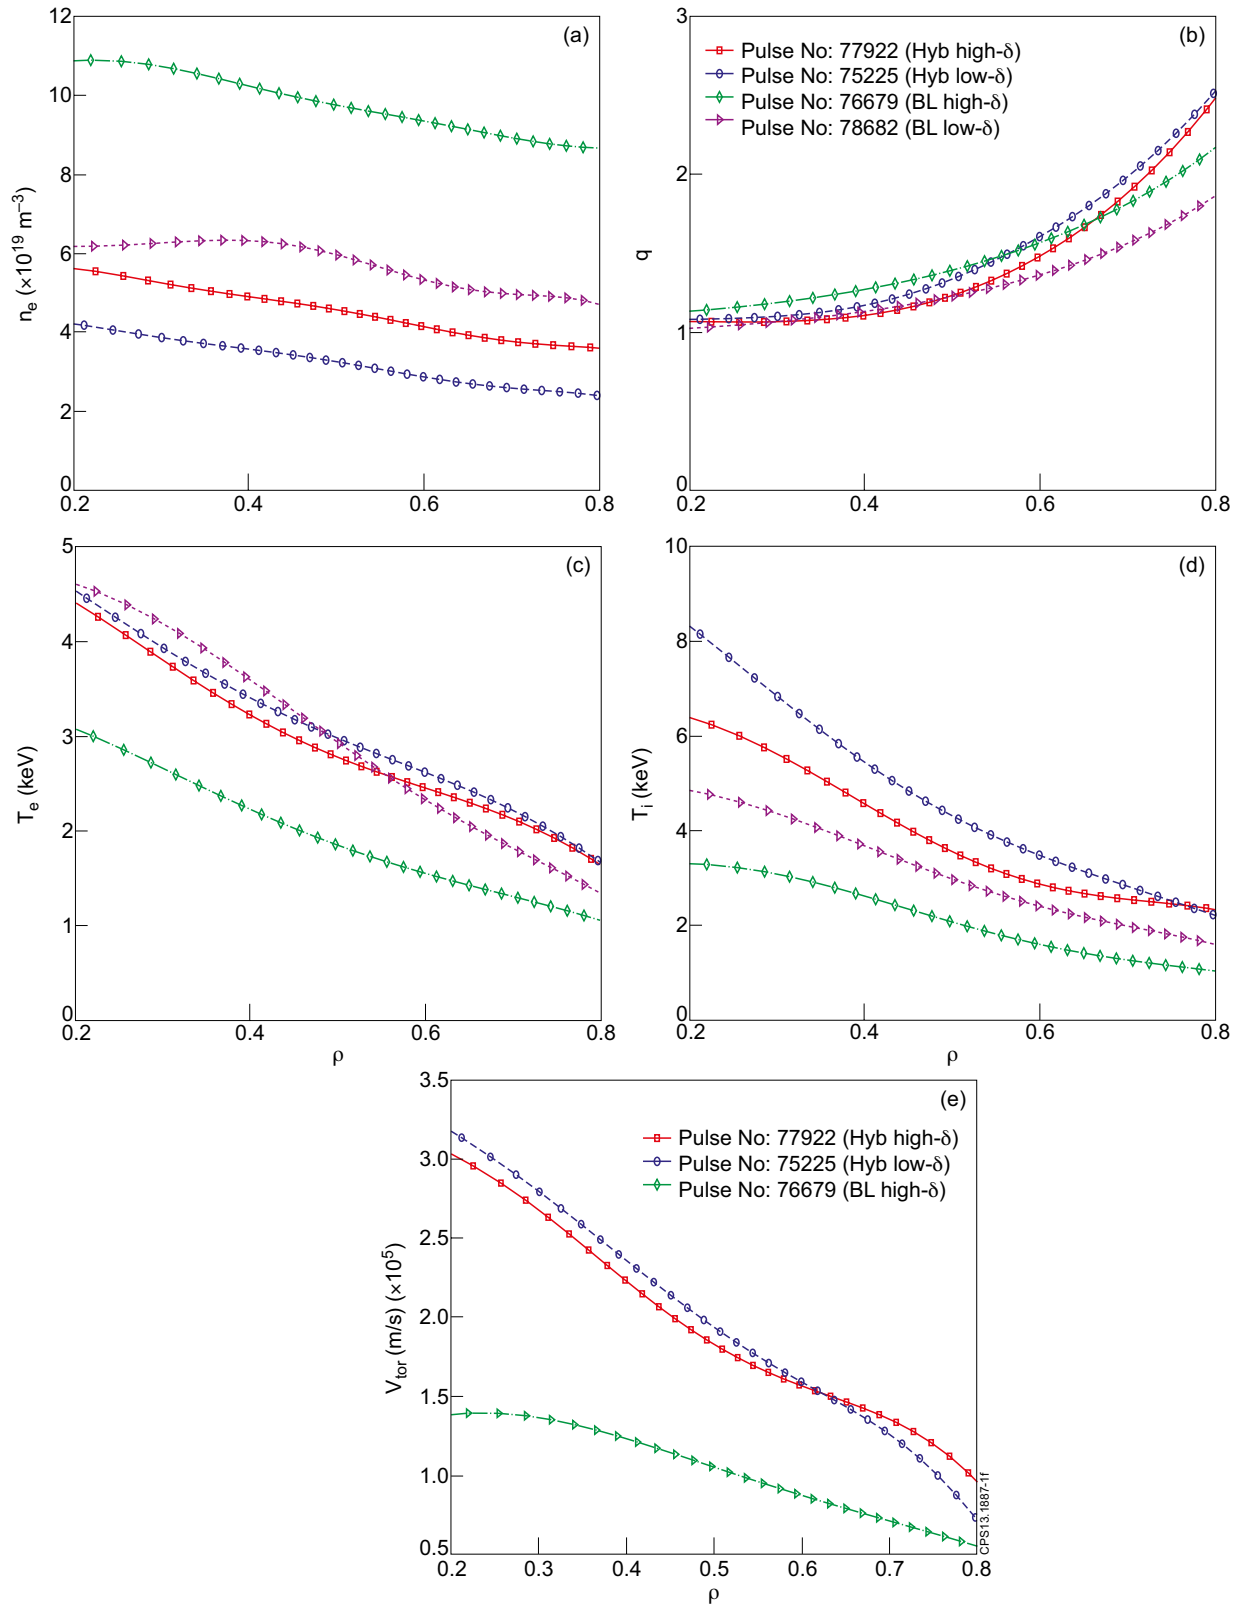 12
10
8
6
4
2
0
0.2
0.4
0.6
0.8
n_e (×10^19 m^−3)
(a)
3
2
1
0
0.2
0.4
0.6
0.8
q
(b)
Pulse No: 77922 (Hyb high-δ)
Pulse No: 75225 (Hyb low-δ)
Pulse No: 76679 (BL high-δ)
Pulse No: 78682 (BL low-δ)
5
4
3
2
1
0
0.2
0.4
0.6
0.8
T_e (keV)
ρ
(c)
10
8
6
4
2
0
0.2
0.4
0.6
0.8
T_i (keV)
ρ
(d)
3.5
3.0
2.5
2.0
1.5
1.0
0.5
0.2
0.3
0.4
0.5
0.6
0.7
0.8
V_tor (m/s) (×10^5)
ρ
(e)
Pulse No: 77922 (Hyb high-δ)
Pulse No: 75225 (Hyb low-δ)
Pulse No: 76679 (BL high-δ)
CPS13.1887-1f